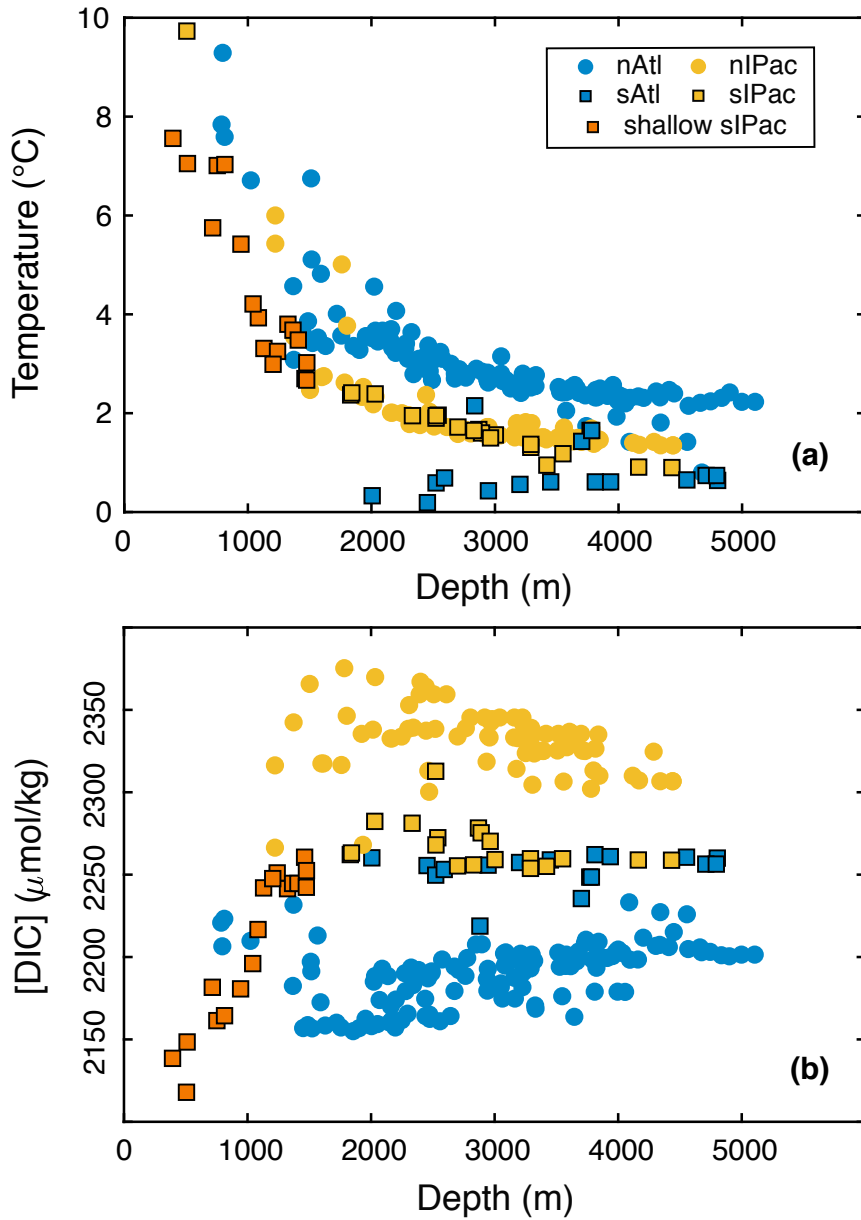 10
8
6
4
2
0
Temperature (°C)
nAtl nIPac
sAtl sIPac
shallow sIPac
(a)
0 1000 2000 3000 4000 5000
Depth (m)
2350
2300
2250
2200
2150
[DIC] (μmol/kg)
(b)
0 1000 2000 3000 4000 5000
Depth (m)